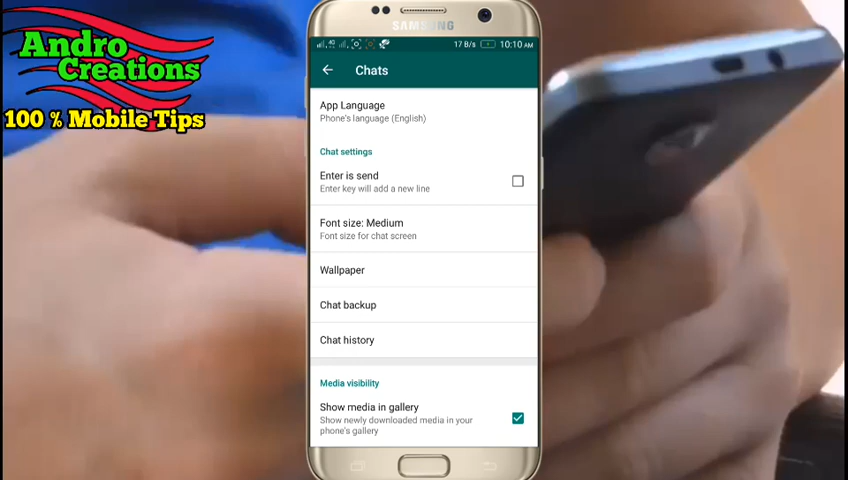 Andro
Creations
100 % Mobile Tips
SAMSUNG
4G
17 B/s
10:10 AM
Chats
App Language
Phone's language (English)
Chat settings
Enter is send
Enter key will add a new line
Font size: Medium
Font size for chat screen
Wallpaper
Chat backup
Chat history
Media visibility
Show media in gallery
Show newly downloaded media in your
phone's gallery